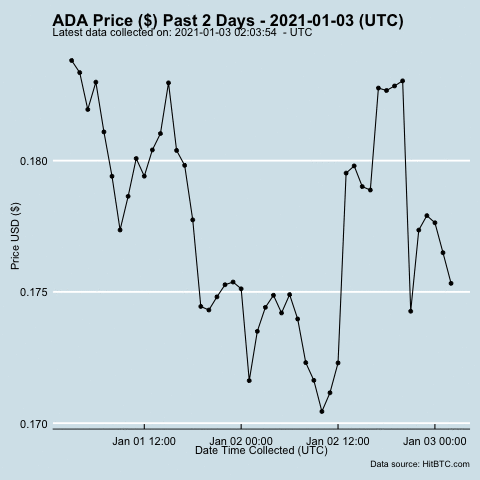 ADA Price ($) Past 2 Days - 2021-01-03 (UTC)
Latest data collected on: 2021-01-03 02:03:54  - UTC
0.180
0.175
0.170
Price USD ($)
Jan 01 12:00 Jan 02 00:00 Jan 02 12:00 Jan 03 00:00
Date Time Collected (UTC)
Data source: HitBTC.com